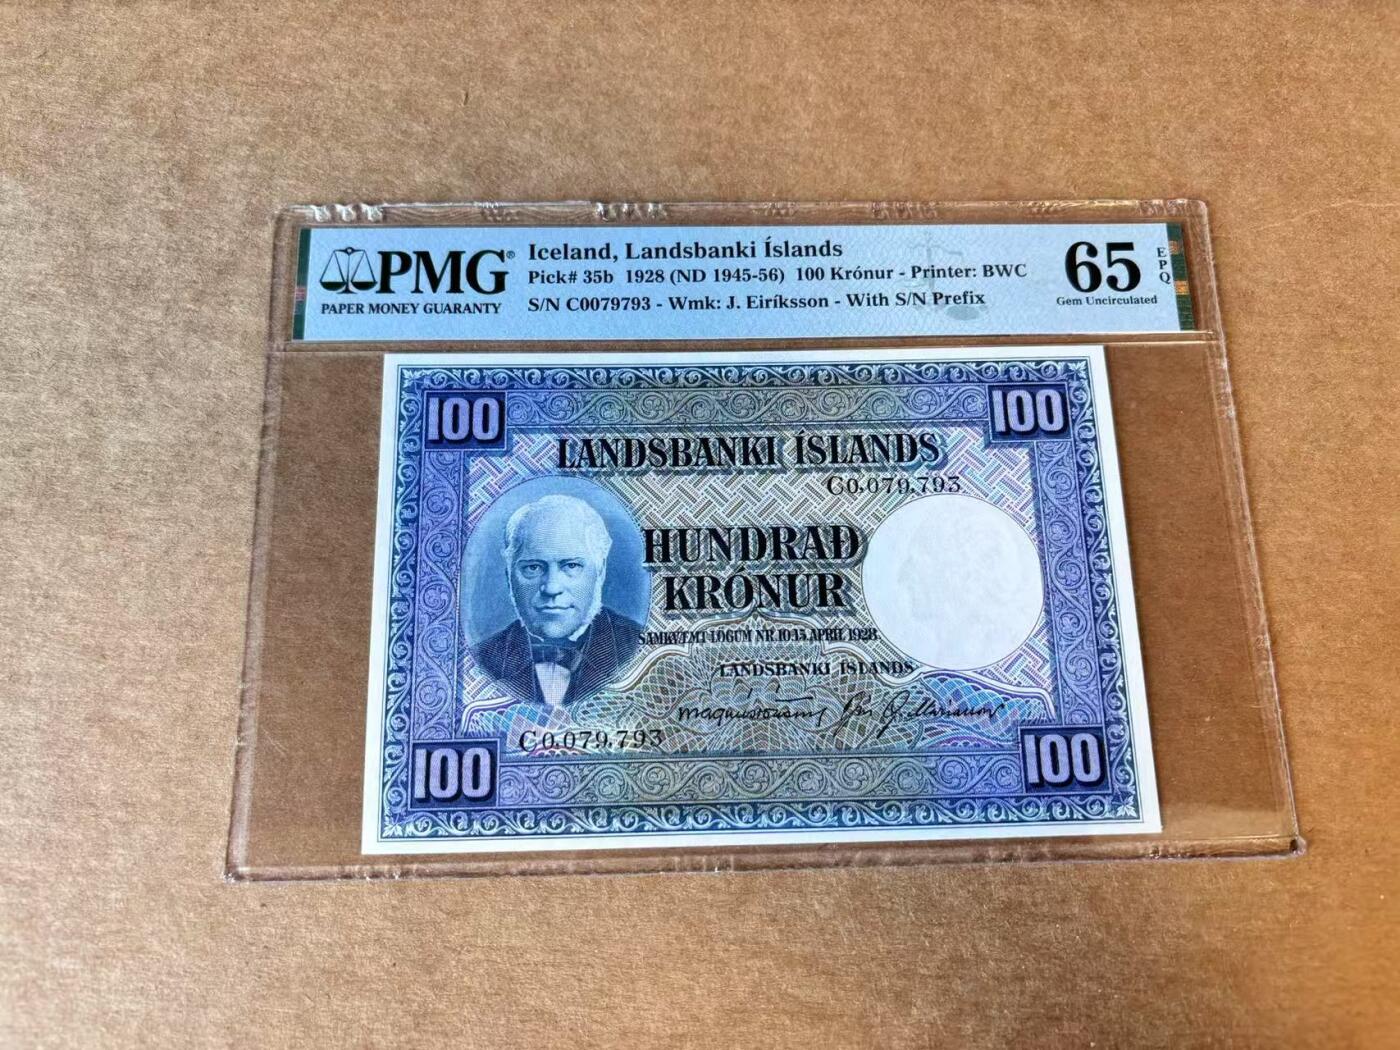 PMG®
PAPER MONEY GUARANTY
Iceland, Landsbanki Íslands
Pick# 35b 1928 (ND 1945-56) 100 Krónur - Printer: BWC
S/N C0079793 - Wmk: J. Eiríksson - With S/N Prefix
65
EPQ
Gem Uncirculated
100
100
LANDSBANKI ÍSLANDS
C0,079,793
HUNDRAÐ
KRÓNUR
SAMKVÆMT LÖGUM NR. 10, 15. APRÍL 1928
LANDSBANKI ÍSLANDS
C0,079,793
100
100